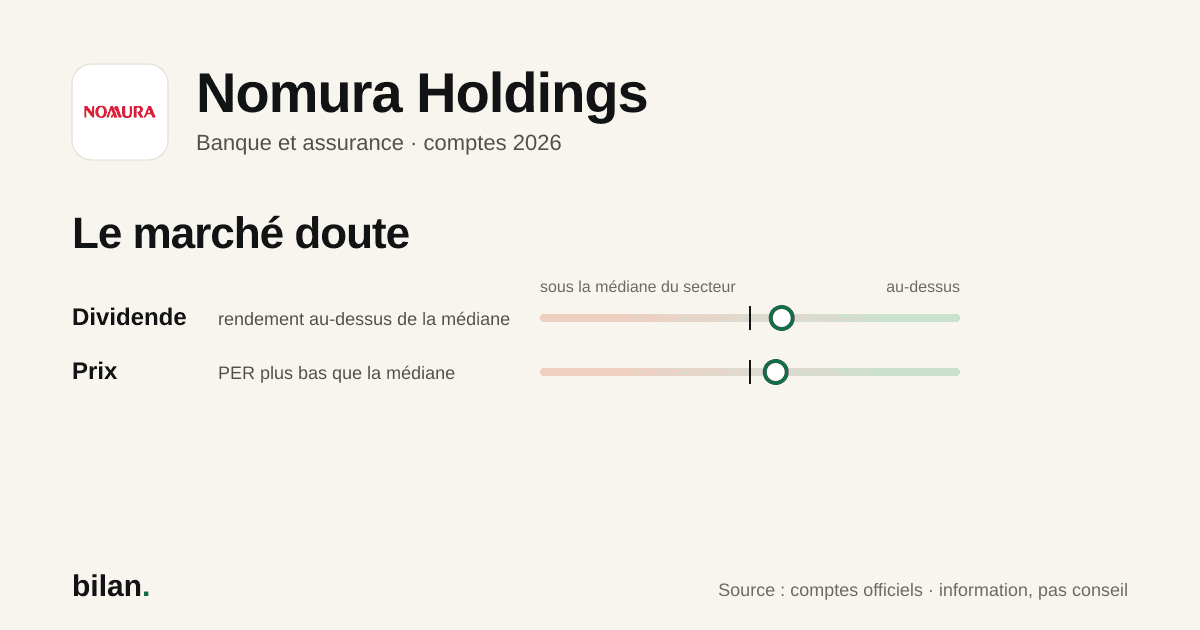 NOMURA
Nomura Holdings
Banque et assurance · comptes 2026
Le marché doute
sous la médiane du secteur au-dessus
Dividende rendement au-dessus de la médiane
Prix PER plus bas que la médiane
bilan.
Source : comptes officiels · information, pas conseil